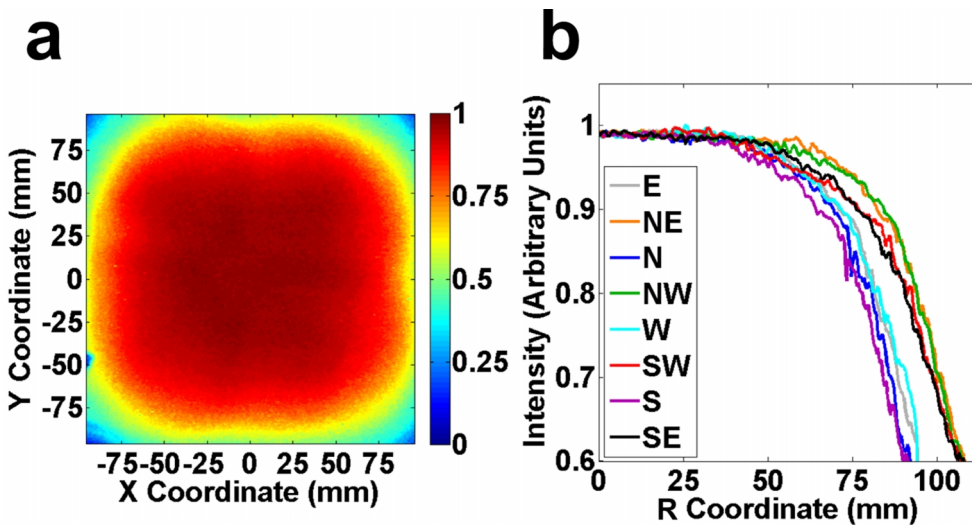 a
75
50
25
0
-25
-50
-75
Y Coordinate (mm)
-75 -50 -25 0 25 50 75
X Coordinate (mm)
1
0.75
0.5
0.25
0
b
1
0.9
0.8
0.7
0.6
Intensity (Arbitrary Units)
E
NE
N
NW
W
SW
S
SE
0 25 50 75 100
R Coordinate (mm)